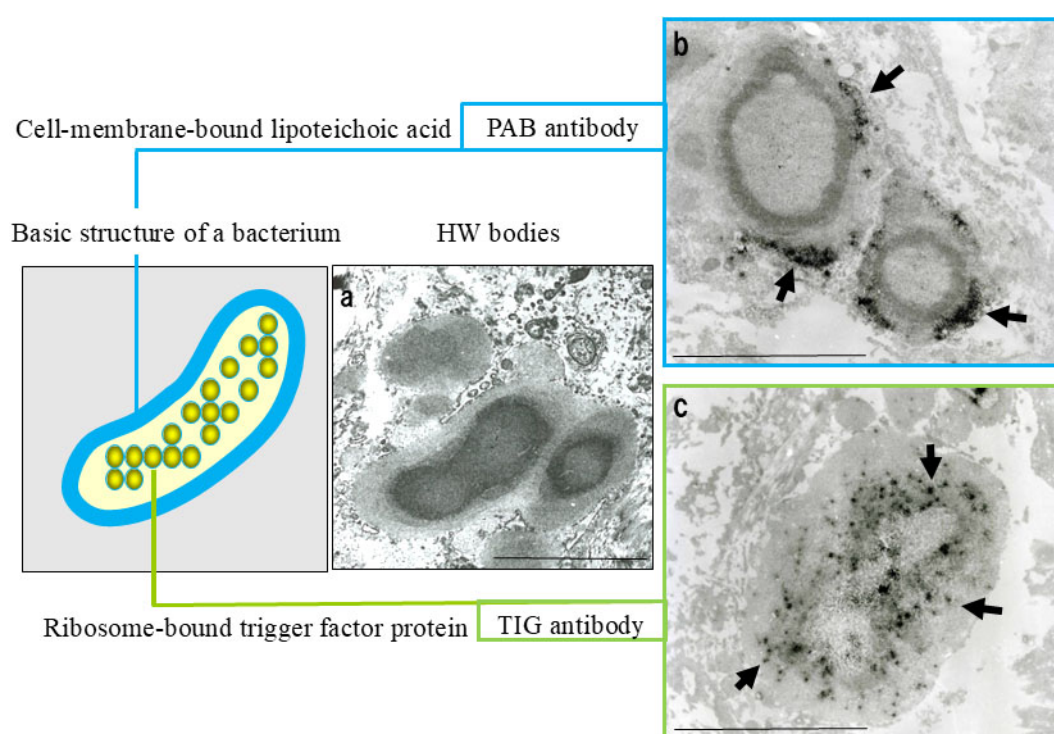 b
Cell-membrane-bound lipoteichoic acid
PAB antibody
Basic structure of a bacterium
HW bodies
a
c
Ribosome-bound trigger factor protein
TIG antibody